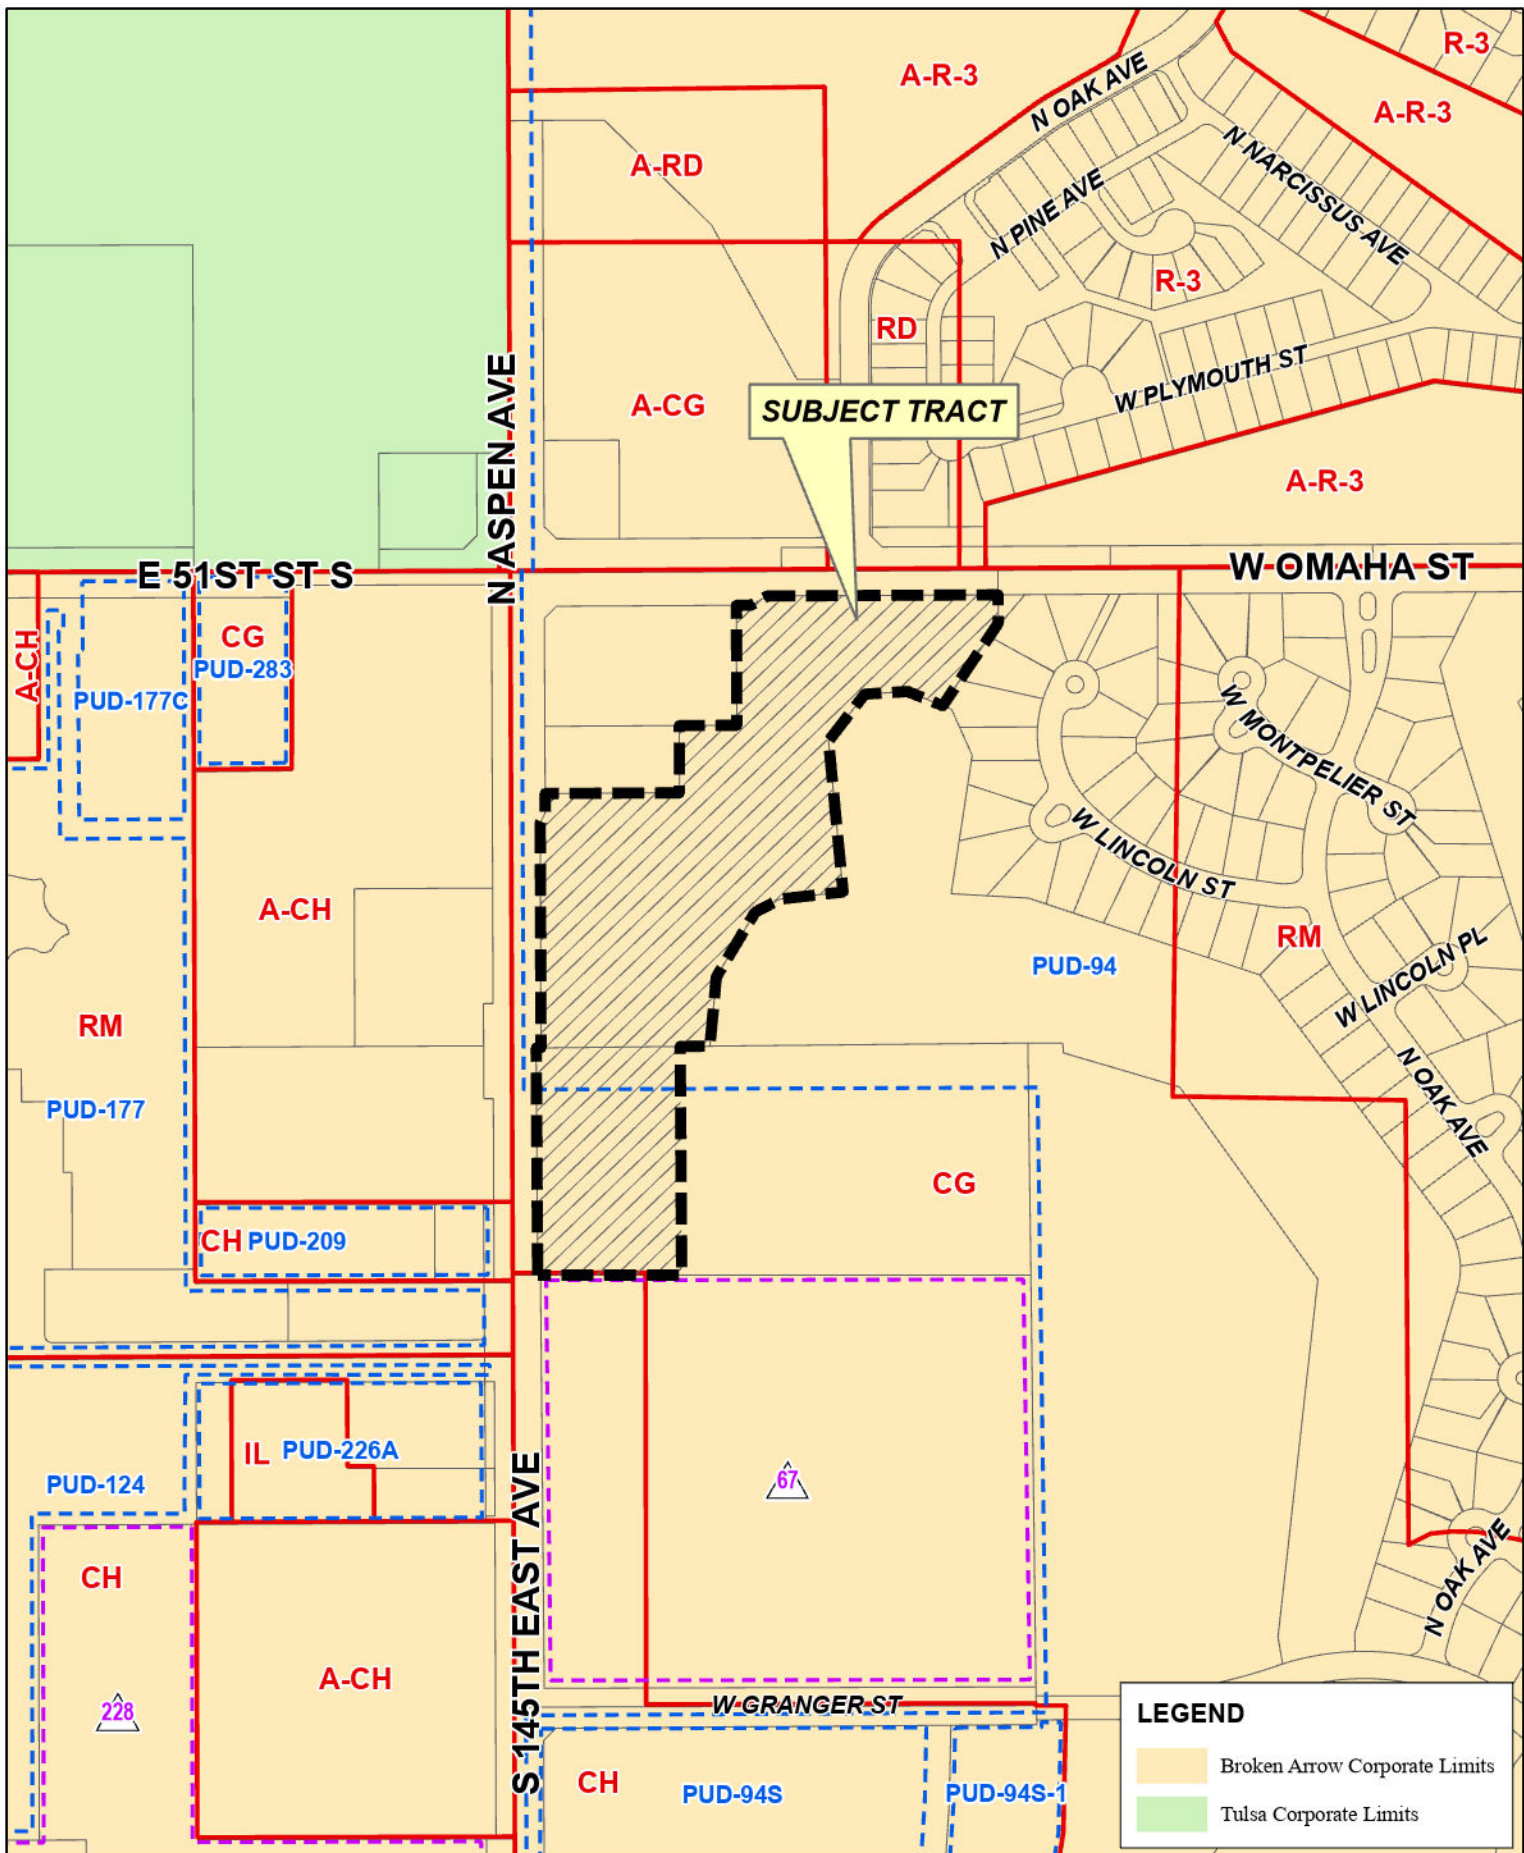 R-3
A-R-3
A-R-3
N OAK AVE
A-RD
N NARCISSUS AVE
N PINE AVE
R-3
RD
W PLYMOUTH ST
A-CG
SUBJECT TRACT
N ASPEN AVE
A-R-3
E 51ST ST S
W OMAHA ST
A-CH
CG
PUD-283
PUD-177C
W MONTPELIER ST
W LINCOLN ST
A-CH
RM
PUD-94
W LINCOLN PL
RM
PUD-177
N OAK AVE
CG
CH PUD-209
IL PUD-226A
PUD-124
67
S 145TH EAST AVE
CH
N OAK AVE
A-CH
228
W GRANGER ST
CH
PUD-94S
PUD-94S-1
LEGEND
Broken Arrow Corporate Limits
Tulsa Corporate Limits